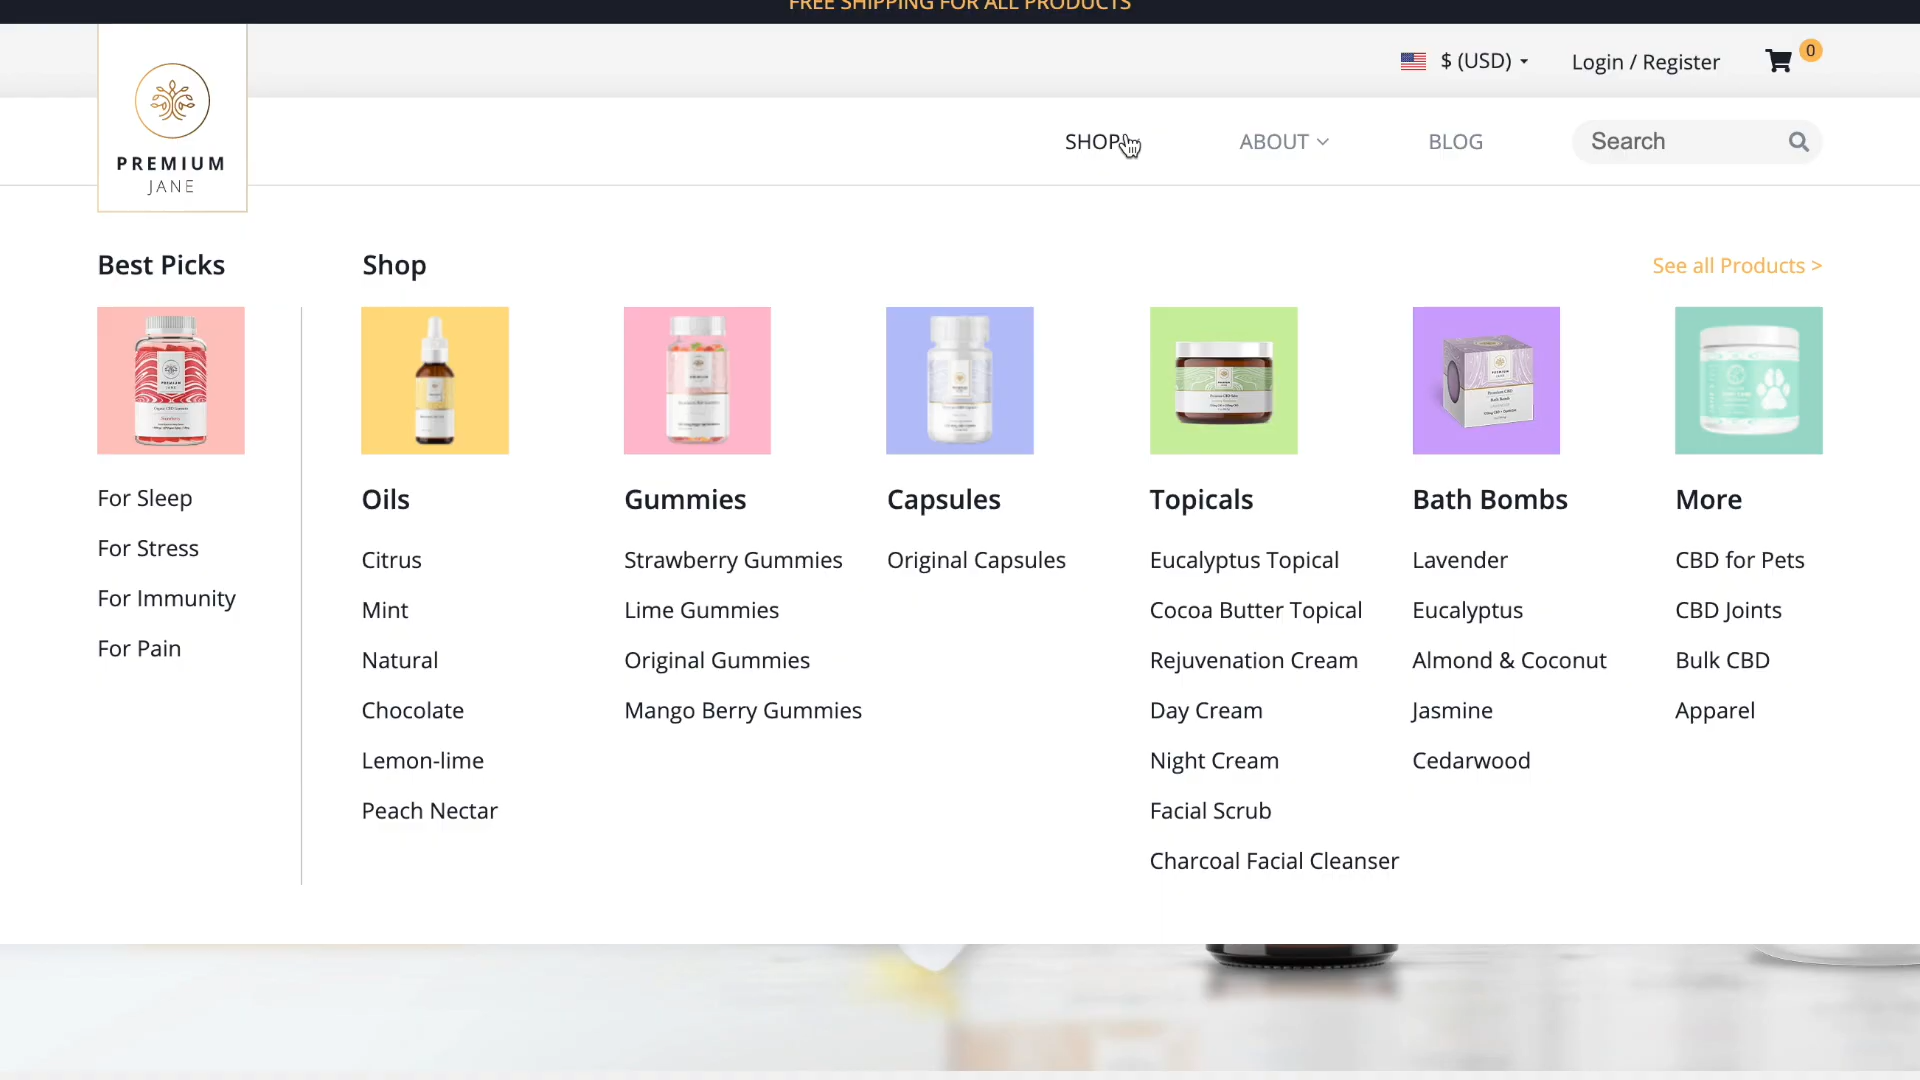 FREE SHIPPING FOR ALL PRODUCTS
$ (USD)
Login / Register
0
PREMIUM
JANE
SHOP
ABOUT
BLOG
Search
Best Picks
Shop
See all Products >
For Sleep
For Stress
For Immunity
For Pain
Oils
Citrus
Mint
Natural
Chocolate
Lemon-lime
Peach Nectar
Gummies
Strawberry Gummies
Lime Gummies
Original Gummies
Mango Berry Gummies
Capsules
Original Capsules
Topicals
Eucalyptus Topical
Cocoa Butter Topical
Rejuvenation Cream
Day Cream
Night Cream
Facial Scrub
Charcoal Facial Cleanser
Bath Bombs
Lavender
Eucalyptus
Almond & Coconut
Jasmine
Cedarwood
More
CBD for Pets
CBD Joints
Bulk CBD
Apparel